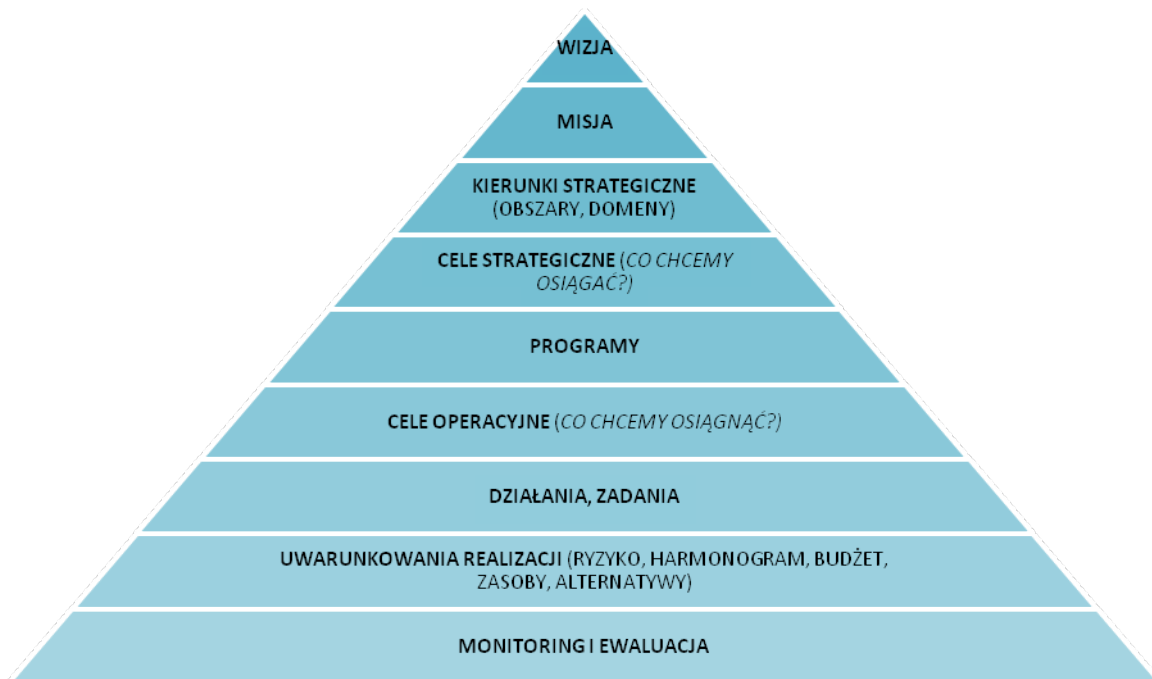 WIZJA
MISJA
KIERUNKI STRATEGICZNE
(OBSZARY, DOMENY)
CELE STRATEGICZNE (CO CHCEMY
OSIĄGAĆ?)
PROGRAMY
CELE OPERACYJNE (CO CHCEMY OSIĄGNĄĆ?)
DZIAŁANIA, ZADANIA
UWARUNKOWANIA REALIZACJI (RYZYKO, HARMONOGRAM, BUDŻET,
ZASOBY, ALTERNATYWY)
MONITORING I EWALUACJA